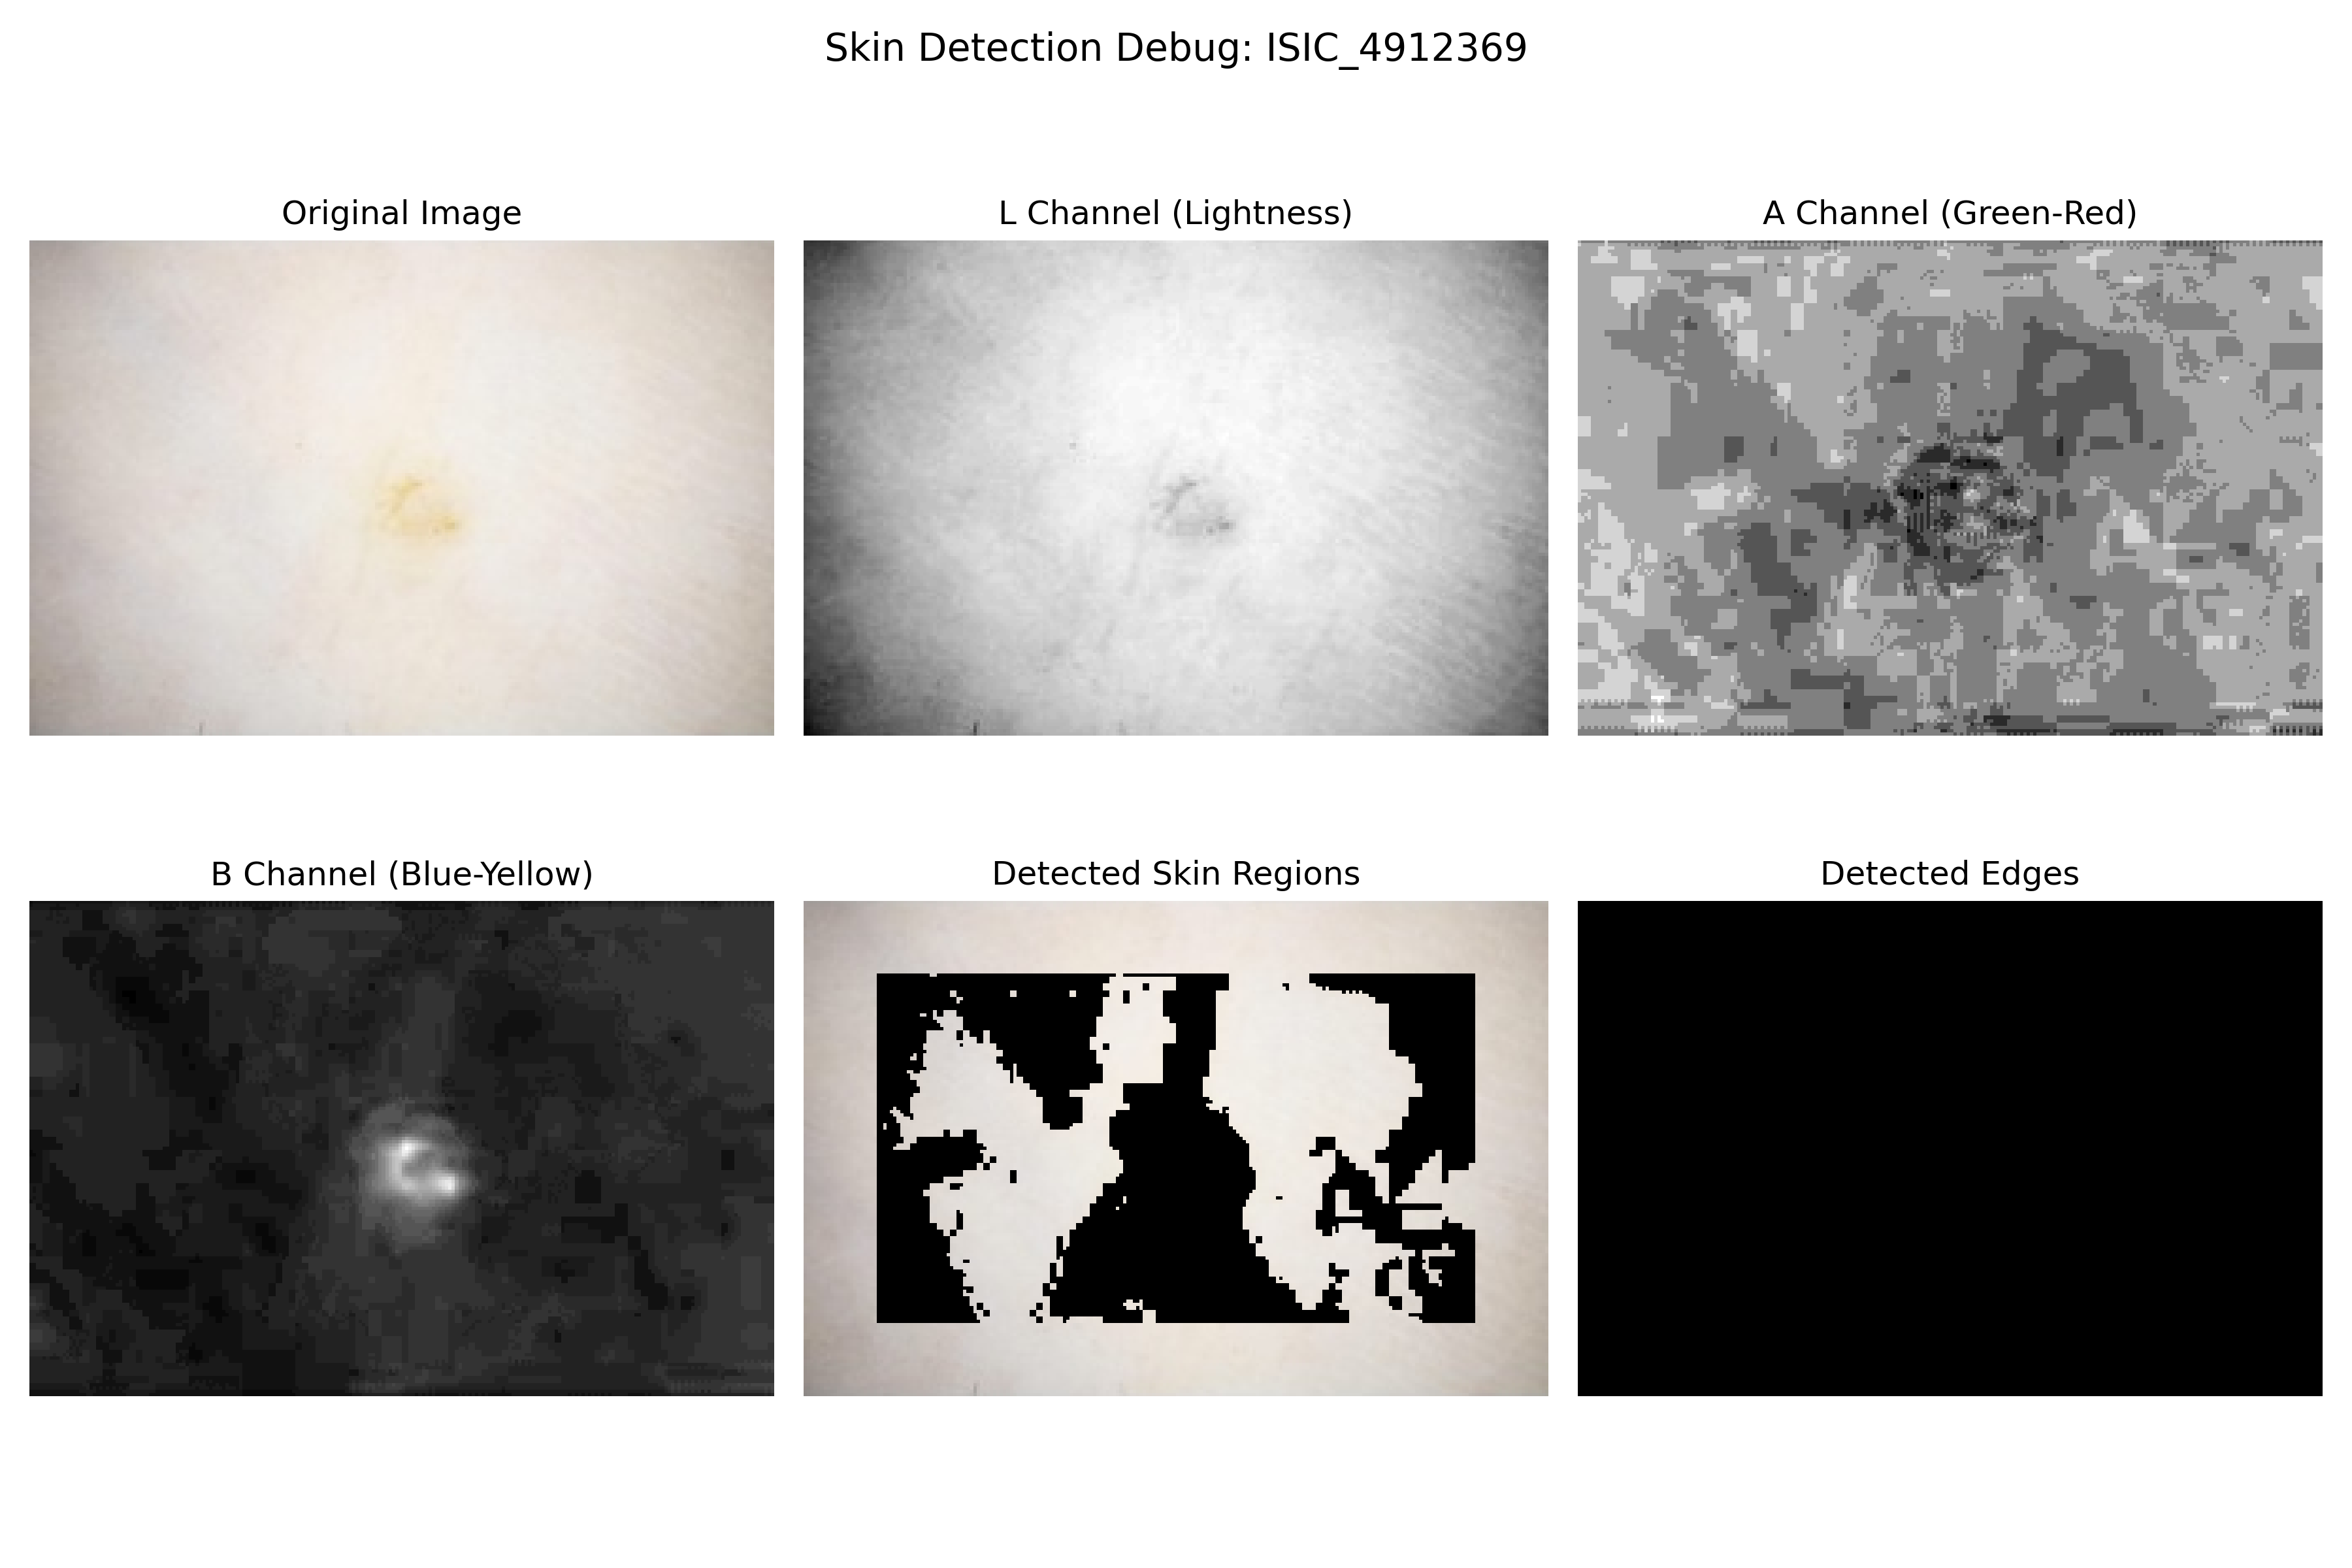 Skin Detection Debug: ISIC_4912369
Original Image
L Channel (Lightness)
A Channel (Green-Red)
B Channel (Blue-Yellow)
Detected Skin Regions
Detected Edges